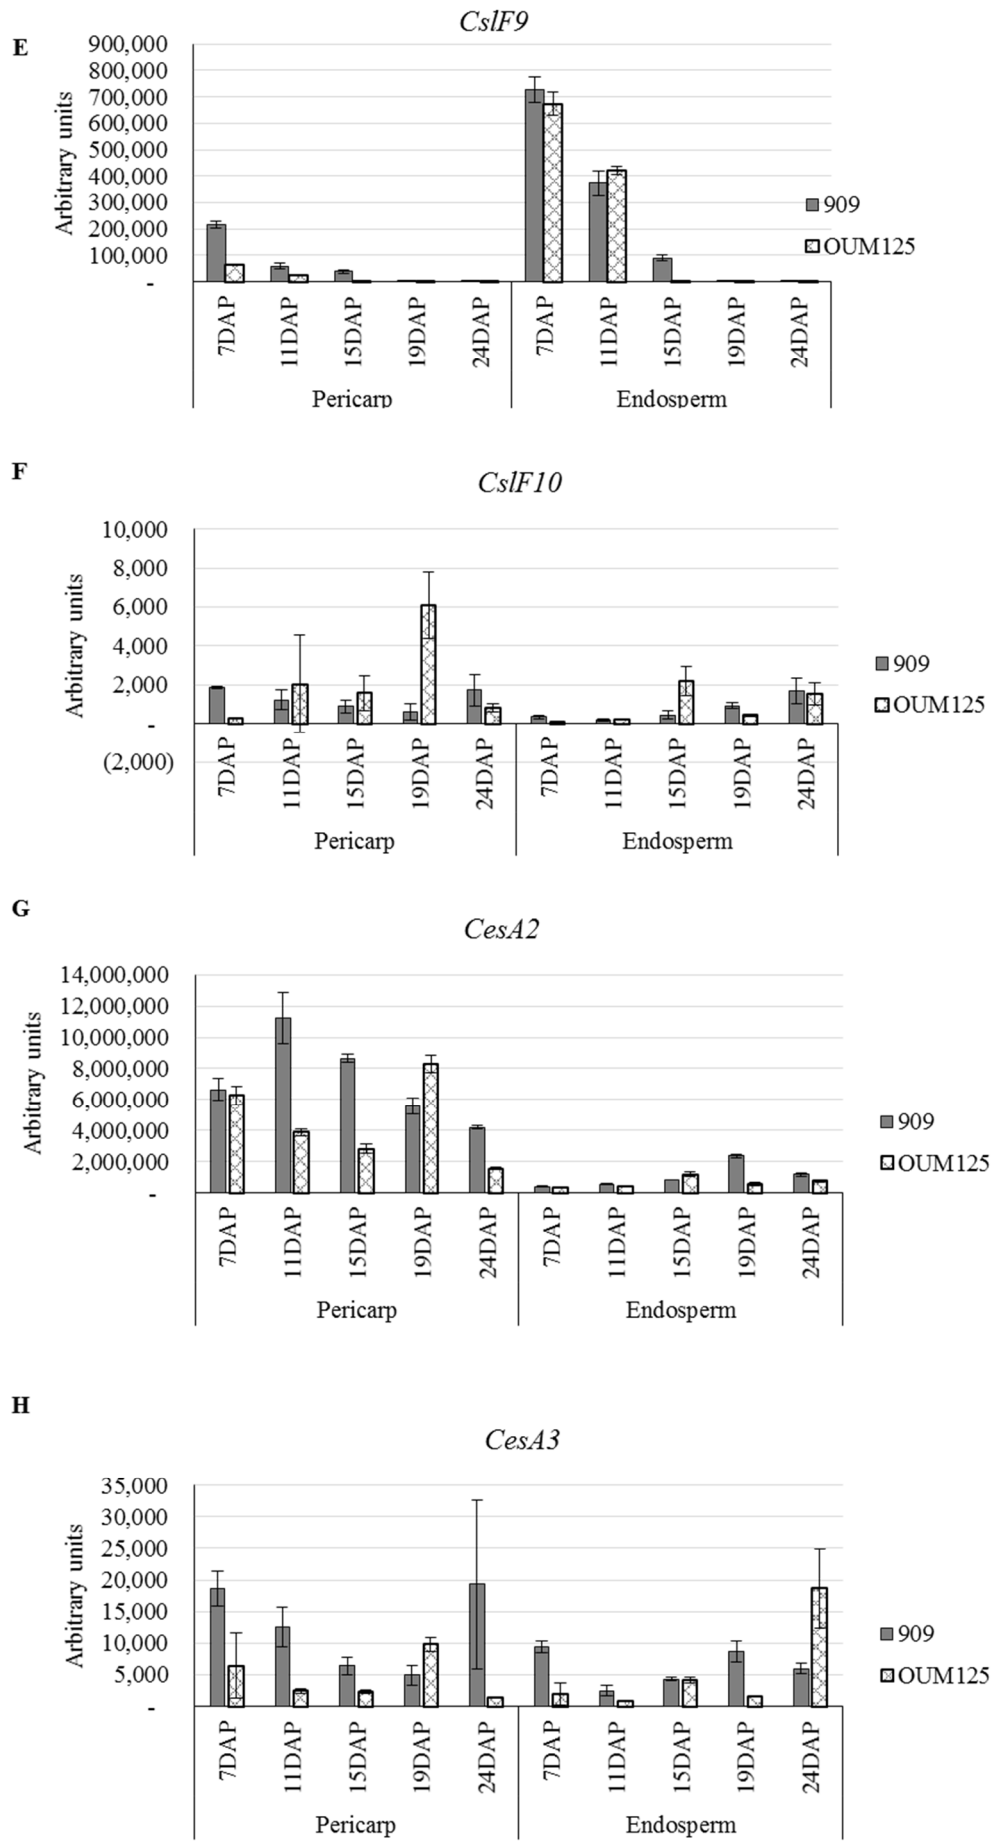 E
CslF9
900,000
800,000
700,000
600,000
500,000
400,000
300,000
200,000
100,000
-
Arbitrary units
909
OUM125
7DAP 11DAP 15DAP 19DAP 24DAP 7DAP 11DAP 15DAP 19DAP 24DAP
Pericarp Endosperm
F
CslF10
10,000
8,000
6,000
4,000
2,000
-
(2,000)
Arbitrary units
909
OUM125
7DAP 11DAP 15DAP 19DAP 24DAP 7DAP 11DAP 15DAP 19DAP 24DAP
Pericarp Endosperm
G
CesA2
14,000,000
12,000,000
10,000,000
8,000,000
6,000,000
4,000,000
2,000,000
-
Arbitrary units
909
OUM125
7DAP 11DAP 15DAP 19DAP 24DAP 7DAP 11DAP 15DAP 19DAP 24DAP
Pericarp Endosperm
H
CesA3
35,000
30,000
25,000
20,000
15,000
10,000
5,000
-
Arbitrary units
909
OUM125
7DAP 11DAP 15DAP 19DAP 24DAP 7DAP 11DAP 15DAP 19DAP 24DAP
Pericarp Endosperm